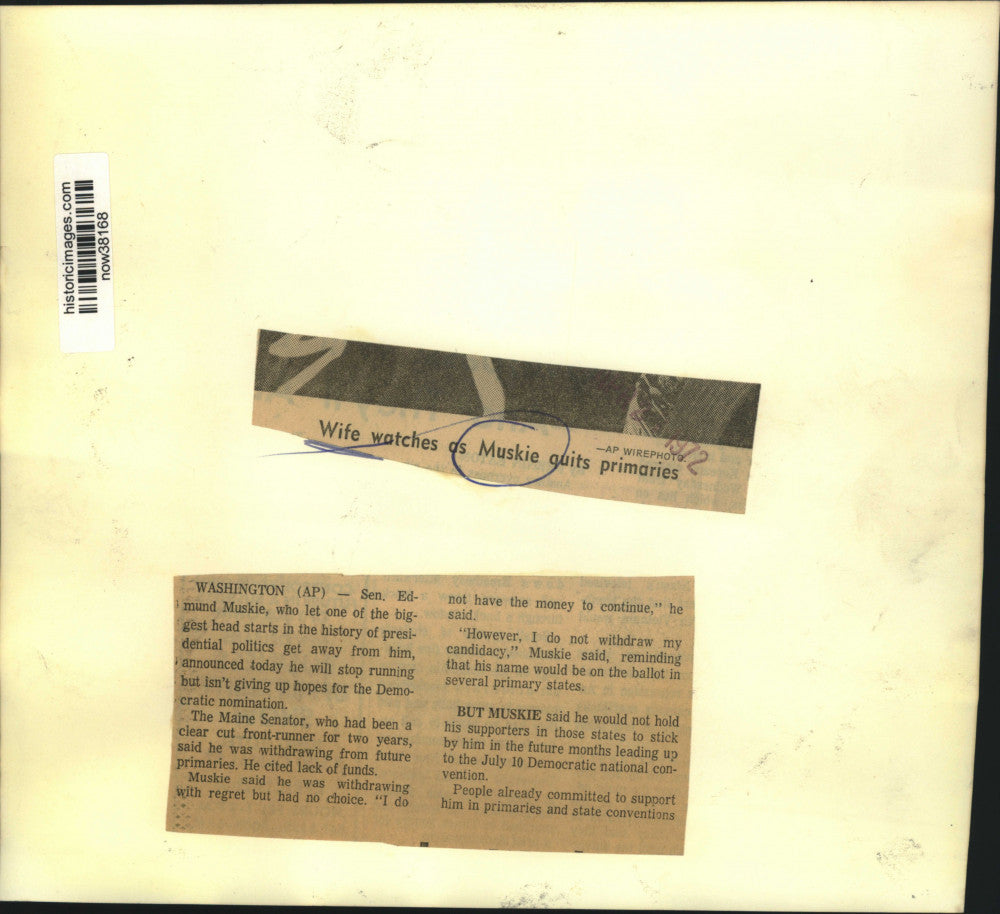 historicimages.com
now38168
—AP WIREPHOTO.
Wife watches as Muskie quits primaries
WASHINGTON (AP) — Sen. Ed-
mund Muskie, who let one of the big-
gest head starts in the history of presi-
dential politics get away from him,
announced today he will stop running
but isn't giving up hopes for the Demo-
cratic nomination.
The Maine Senator, who had been a
clear cut front-runner for two years,
said he was withdrawing from future
primaries. He cited lack of funds.
Muskie said he was withdrawing
with regret but had no choice. "I do
not have the money to continue," he
said.
"However, I do not withdraw my
candidacy," Muskie said, reminding
that his name would be on the ballot in
several primary states.
BUT MUSKIE said he would not hold
his supporters in those states to stick
by him in the future months leading up
to the July 10 Democratic national con-
vention.
People already committed to support
him in primaries and state conventions